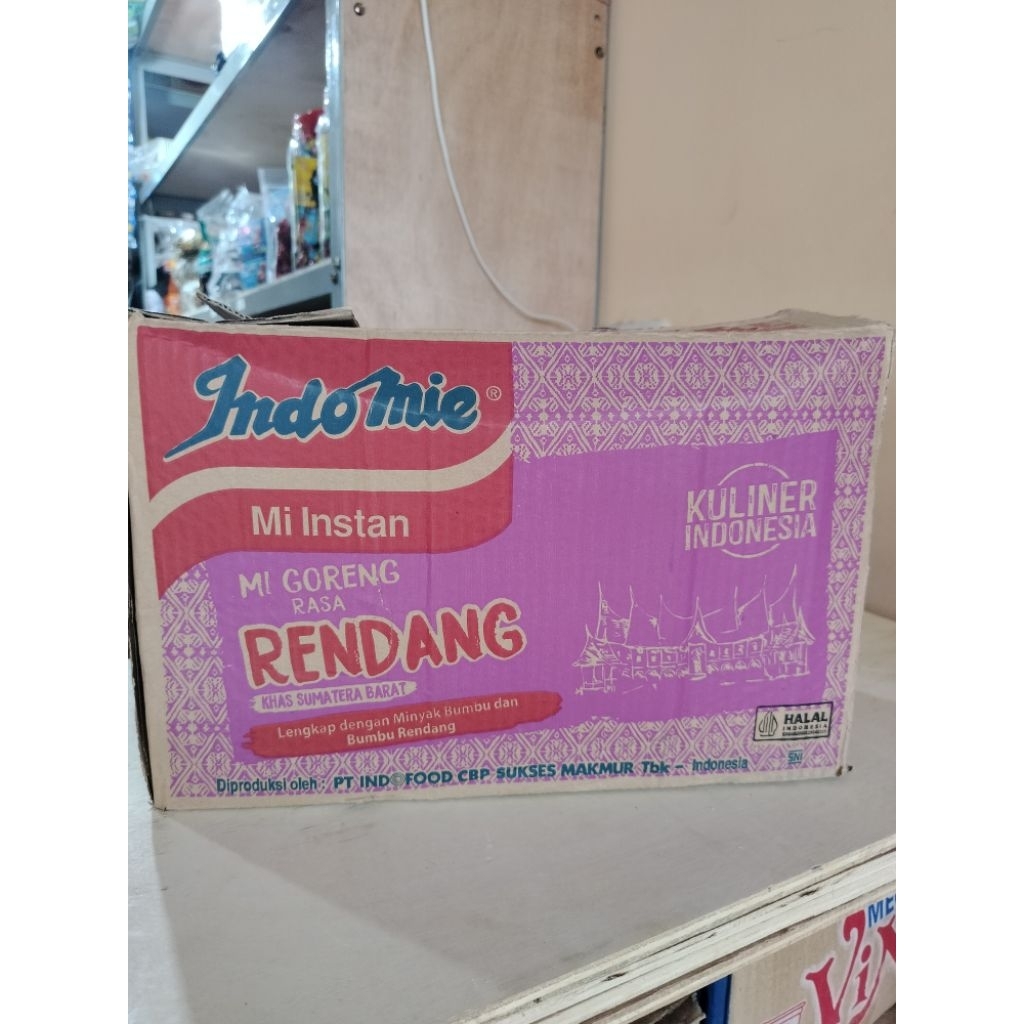 Indomie®
Mi Instan
MI GORENG
RASA
RENDANG
KHAS SUMATERA BARAT
Lengkap dengan Minyak Bumbu dan
Bumbu Rendang
KULINER
INDONESIA
HALAL
INDONESIA
SNI
Diproduksi oleh : PT INDOFOOD CBP SUKSES MAKMUR Tbk – Indonesia